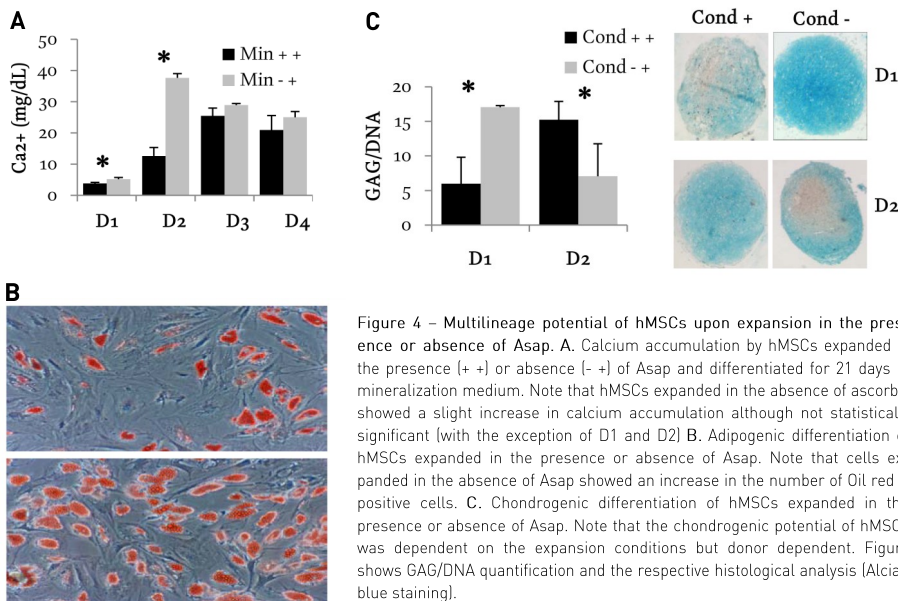 A
50
40
30
20
10
0
Ca2+ (mg/dL)
Min + +
Min - +
*
*
D1 D2 D3 D4
C
Cond + +
Cond - +
20
15
10
5
0
GAG/DNA
*
*
D1 D2
Cond + Cond -
D1
D2
B
Figure 4 – Multilineage potential of hMSCs upon expansion in the pres
ence or absence of Asap. A. Calcium accumulation by hMSCs expanded
the presence (+ +) or absence (- +) of Asap and differentiated for 21 days
mineralization medium. Note that hMSCs expanded in the absence of ascorb
showed a slight increase in calcium accumulation although not statistical
significant (with the exception of D1 and D2) B. Adipogenic differentiation
hMSCs expanded in the presence or absence of Asap. Note that cells ex
panded in the absence of Asap showed an increase in the number of Oil red
positive cells. C. Chondrogenic differentiation of hMSCs expanded in th
presence or absence of Asap. Note that the chondrogenic potential of hMSC
was dependent on the expansion conditions but donor dependent. Figur
shows GAG/DNA quantification and the respective histological analysis (Alcia
blue staining).